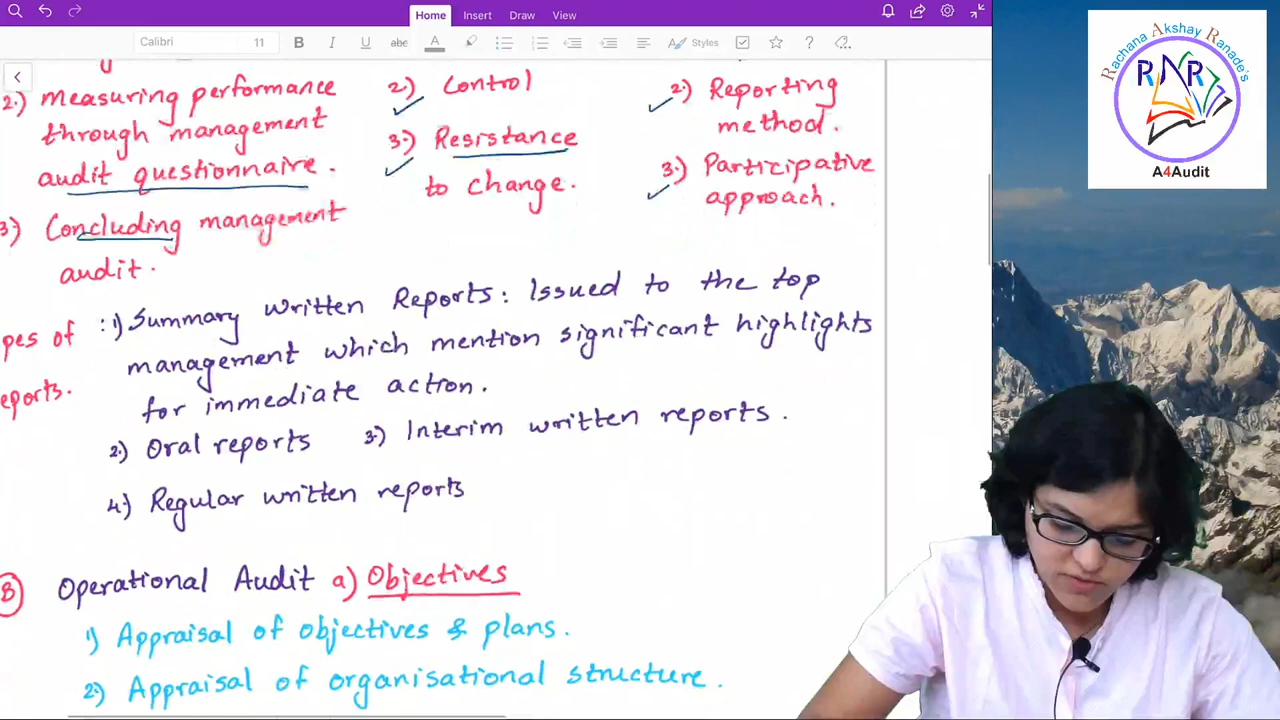 Home Insert Draw View
Calibri 11 B I U abc A Styles
2.) Measuring performance
through management
audit questionnaire.
3.) Concluding management
audit.
2.) Control
3.) Resistance
to change.
2.) Reporting
method.
3.) Participative
approach.
pes of
eports.
: 1) Summary written Reports: Issued to the top
management which mention significant highlights
for immediate action.
2.) Oral reports 3.) Interim written reports.
4.) Regular written reports
B Operational Audit a) Objectives
1) Appraisal of objectives & plans.
2.) Appraisal of organisational structure.
Rachana Akshay Ranade's
RAR
A4Audit